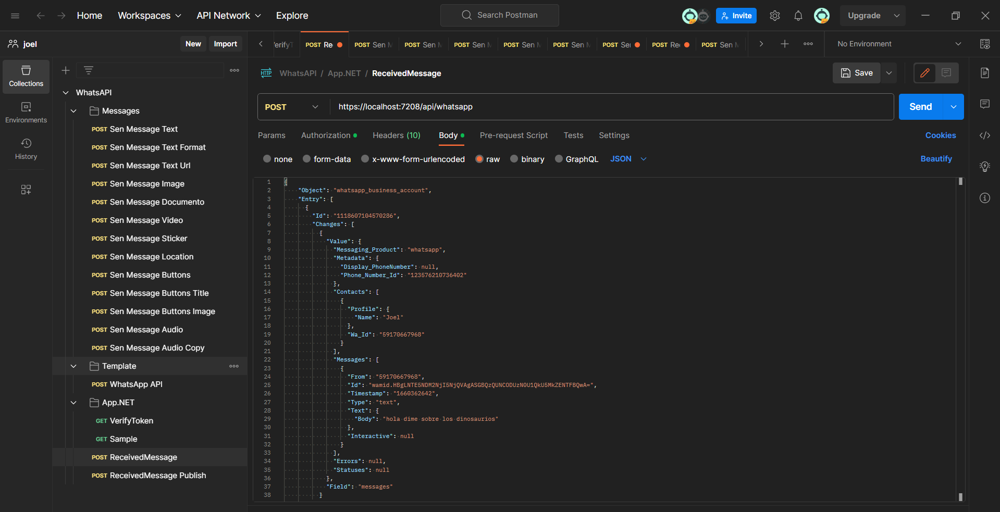 Home Workspaces API Network Explore Search Postman Invite Upgrade
joel New Import
POST Re POST Sen POST Sen POST Sen POST Sen POST Sen POST POST POST Sen No Environment
Collections
Environments
History
WhatsAPI
Messages
POST Sen Message Text
POST Sen Message Text Format
POST Sen Message Text Url
POST Sen Message Image
POST Sen Message Documento
POST Sen Message Video
POST Sen Message Sticker
POST Sen Message Location
POST Sen Message Buttons
POST Sen Message Buttons Title
POST Sen Message Buttons Image
POST Sen Message Audio
POST Sen Message Audio Copy
Template
POST WhatsApp API
App.NET
GET VerifyToken
GET Sample
POST ReceivedMessage
POST ReceivedMessage Publish
HTTP WhatsAPI / App.NET / ReceivedMessage Save
POST https://localhost:7208/api/whatsapp Send
Params Authorization Headers (10) Body Pre-request Script Tests Settings Cookies
none form-data x-www-form-urlencoded raw binary GraphQL JSON Beautify
1 {
2 "Object": "whatsapp_business_account",
3 "Entry": [
4 {
5 "Id": "1118607104570286",
6 "Changes": [
7 {
8 "Value": {
9 "Messaging_Product": "whatsapp",
10 "Metadata": {
11 "Display_PhoneNumber": null,
12 "Phone_Number_Id": "123576210736402"
13 },
14 "Contacts": [
15 {
16 "Profile": {
17 "Name": "Joel"
18 },
19 "Wa_Id": "59170667968"
20 }
21 ],
22 "Messages": [
23 {
24 "From": "59170667968",
25 "Id": "wamid.HBgLNTE5NDM2NjI5NjQVAgASGBQzQUNCODUzN0U1QkU5MkZENTFBQwA=",
26 "Timestamp": "1660362642",
27 "Type": "text",
28 "Text": {
29 "Body": "hola dime sobre los dinosaurios"
30 },
31 "Interactive": null
32 }
33 ],
34 "Errors": null,
35 "Statuses": null
36 },
37 "Field": "messages"
38 }